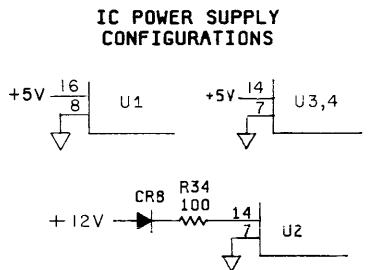 IC POWER SUPPLY
CONFIGURATIONS
+5V 16
8 U1
+5V 14
7 U3,4
CR8 R34
100
+12V 14
7 U2